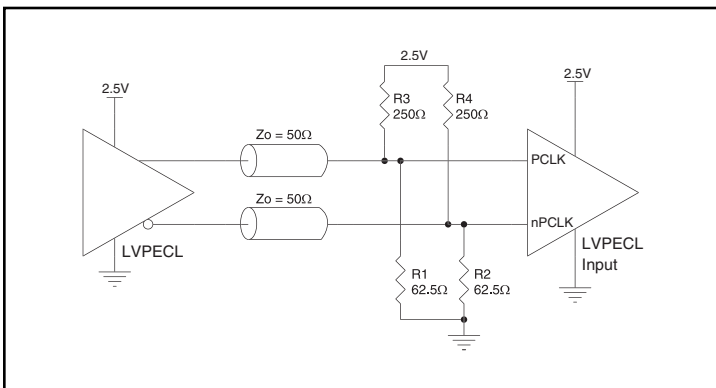 2.5V
2.5V
2.5V
R3
250Ω
R4
250Ω
Zo = 50Ω
PCLK
Zo = 50Ω
nPCLK
LVPECL
LVPECL
Input
R1
62.5Ω
R2
62.5Ω